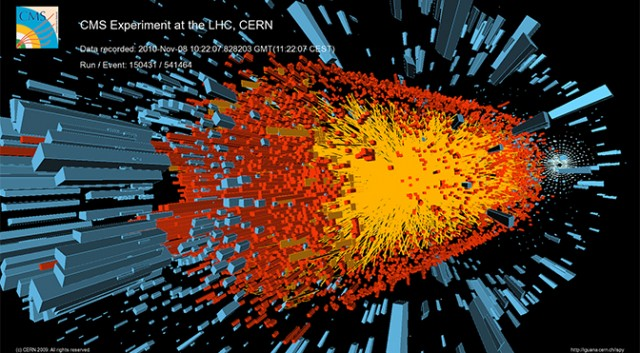 CMS
CMS Experiment at the LHC, CERN
Data recorded: 2010-Nov-08 10:22:07.828203 GMT(11:22:07 CEST)
Run / Event: 150431 / 541464
(c) CERN 2009. All rights reserved
http://iguana.cern.ch/ispy